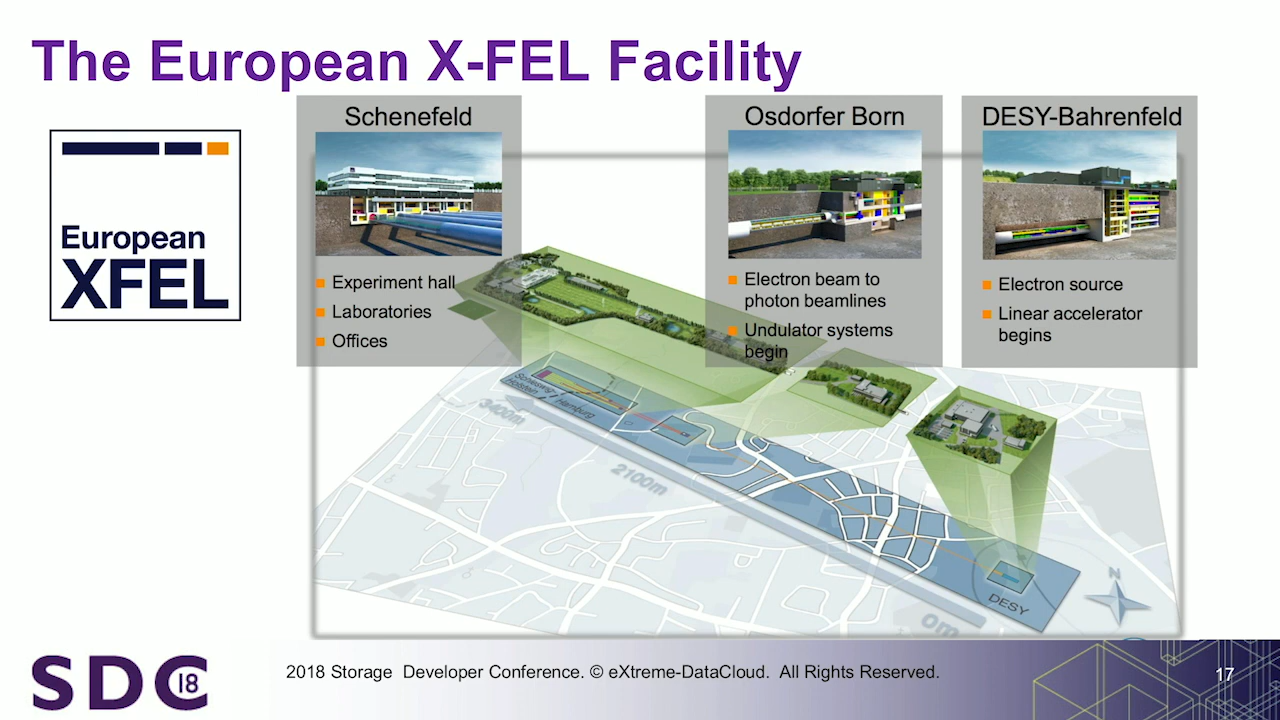 The European X-FEL Facility
European
XFEL
Schenefeld
Experiment hall
Laboratories
Offices
Osdorfer Born
Electron beam to
photon beamlines
Undulator systems
begin
DESY-Bahrenfeld
Electron source
Linear accelerator
begins
Schleswig-
Holstein / Hamburg
3400m
2100m
0m
DESY
N
SDC 18
2018 Storage Developer Conference. © eXtreme-DataCloud. All Rights Reserved.
17